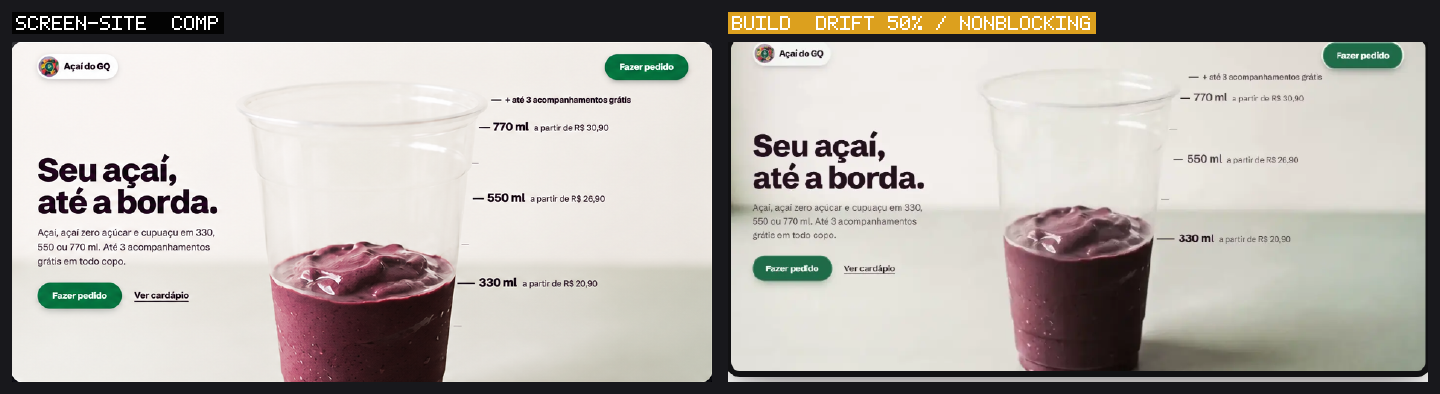 SCREEN-SITE COMP
Açaí do GQ
Fazer pedido
+ até 3 acompanhamentos grátis
770 ml a partir de R$ 30,90
Seu açaí,
até a borda.
550 ml a partir de R$ 26,90
Açaí, açaí zero açúcar e cupuaçu em 330,
550 ou 770 ml. Até 3 acompanhamentos
grátis em todo copo.
330 ml a partir de R$ 20,90
Fazer pedido Ver cardápio
BUILD DRIFT 50% / NONBLOCKING
Açaí do GQ
Fazer pedido
+ até 3 acompanhamentos grátis
770 ml a partir de R$ 30,90
Seu açaí,
até a borda.
550 ml a partir de R$ 26,90
Açaí, açaí zero açúcar e cupuaçu em 330,
550 ou 770 ml. Até 3 acompanhamentos
grátis em todo copo.
330 ml a partir de R$ 20,90
Fazer pedido Ver cardápio